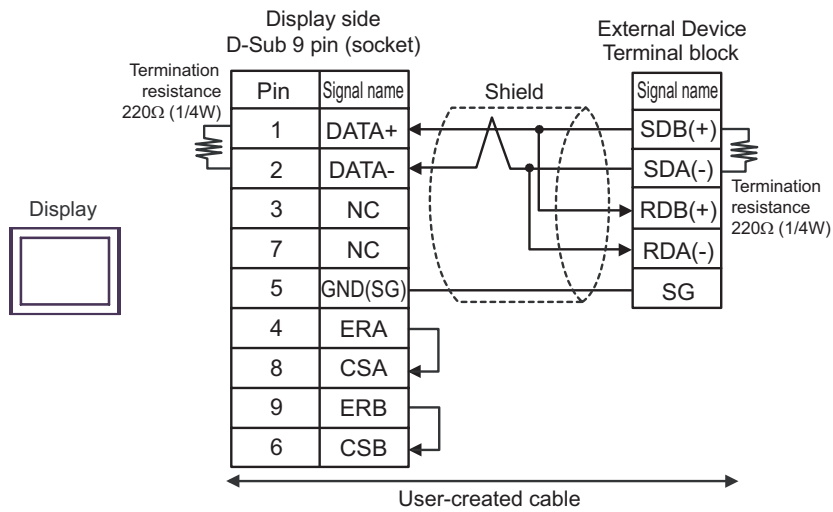 Display side
D-Sub 9 pin (socket)
External Device
Terminal block
Termination
resistance
220Ω (1/4W)
Pin Signal name
Shield
Signal name
1 DATA+
SDB(+)
2 DATA-
SDA(-)
Termination
resistance
220Ω (1/4W)
Display
3 NC
RDB(+)
7 NC
RDA(-)
5 GND(SG)
SG
4 ERA
8 CSA
9 ERB
6 CSB
User-created cable